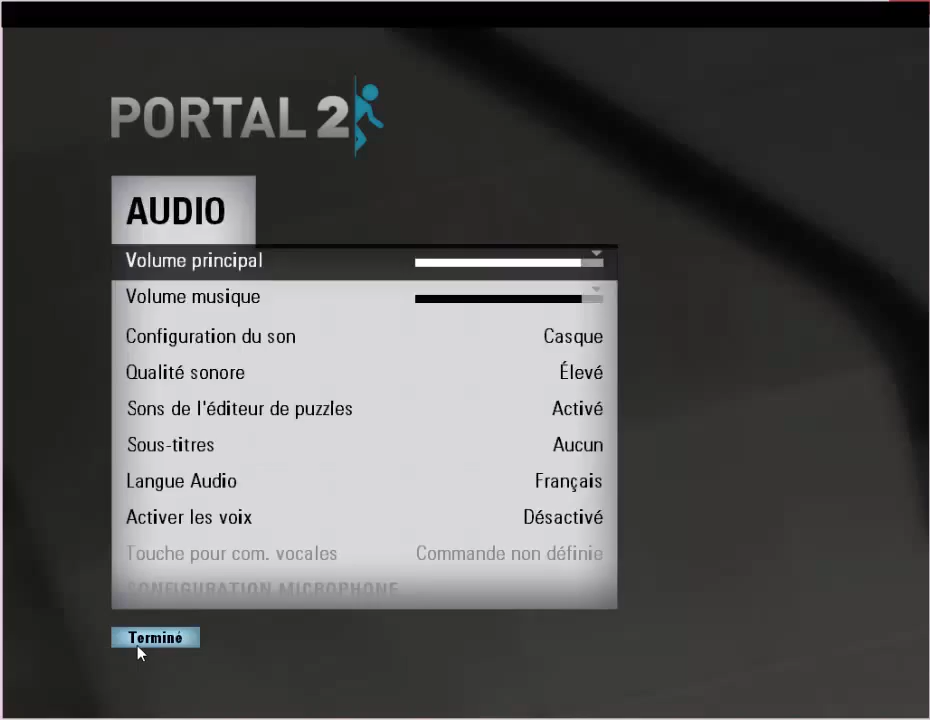 PORTAL 2
AUDIO
Volume principal
Volume musique
Configuration du son Casque
Qualité sonore Élevé
Sons de l'éditeur de puzzles Activé
Sous-titres Aucun
Langue Audio Français
Activer les voix Désactivé
Touche pour com. vocales Commande non définie
CONFIGURATION MICROPHONE
Terminé